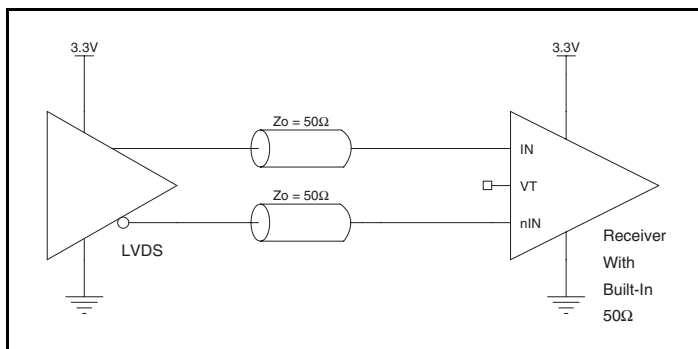 3.3V
3.3V
Zo = 50Ω
IN
VT
Zo = 50Ω
nIN
LVDS
Receiver
With
Built-In
50Ω